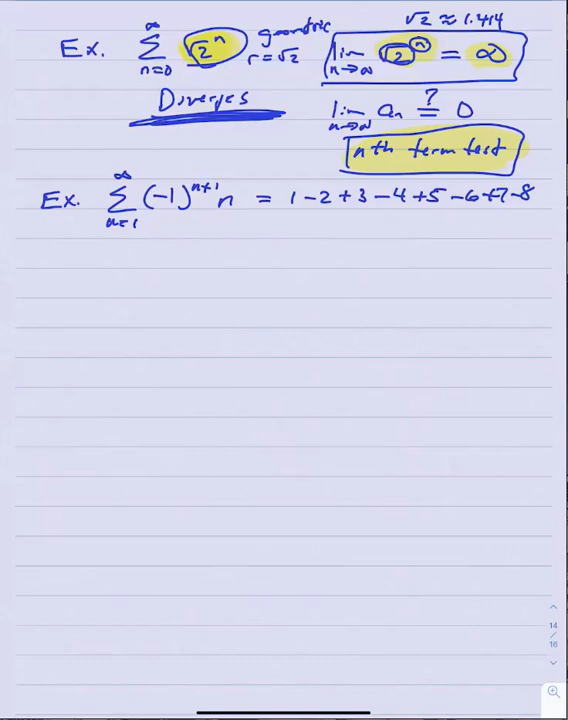 √2 ≈ 1.414
Ex. ∑_{n=0}^{∞} √2^n geometric r = √2 lim_{n→∞} √2^n = ∞
Diverges lim_{n→∞} a_n ?= 0
nth term test
Ex. ∑_{n=1}^{∞} (-1)^{n+1} n = 1 - 2 + 3 - 4 + 5 - 6 + 7 - 8
14
/
16